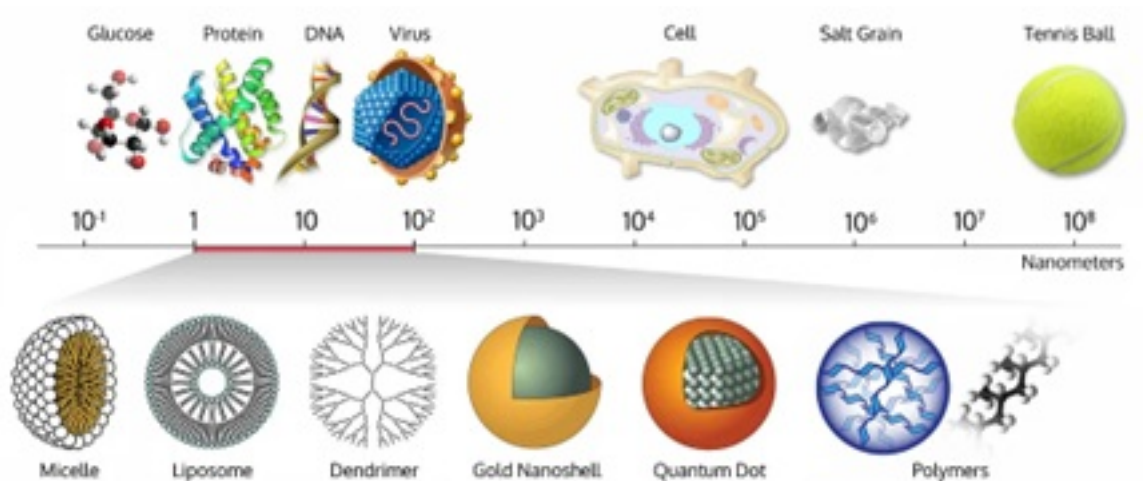 Glucose Protein DNA Virus Cell Salt Grain Tennis Ball
10⁻¹ 1 10 10² 10³ 10⁴ 10⁵ 10⁶ 10⁷ 10⁸
Nanometers
Micelle Liposome Dendrimer Gold Nanoshell Quantum Dot Polymers